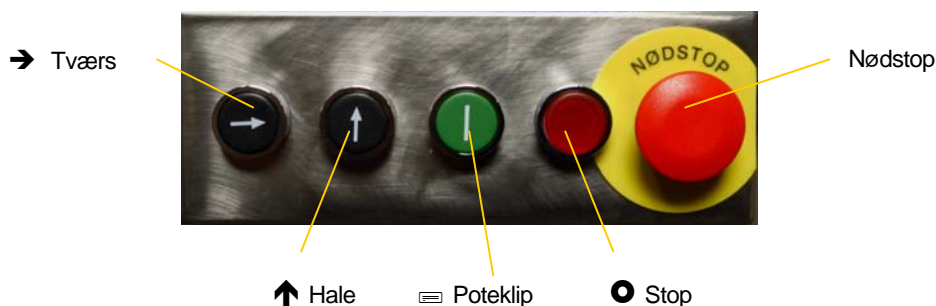 ➔ Tværs
Nødstop
NØDSTOP
↑ Hale
Poteklip
Stop